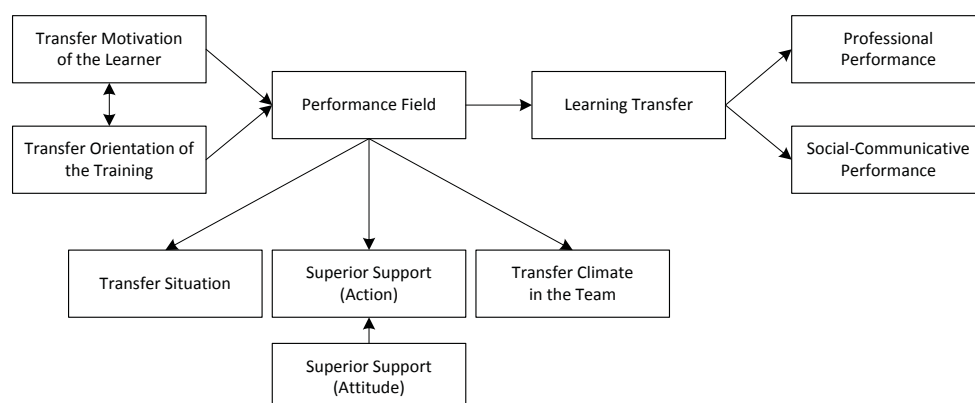 Transfer Motivation
of the Learner
Performance Field
Learning Transfer
Professional
Performance
Transfer Orientation of
the Training
Social-Communicative
Performance
Transfer Situation
Superior Support
(Action)
Transfer Climate
in the Team
Superior Support
(Attitude)